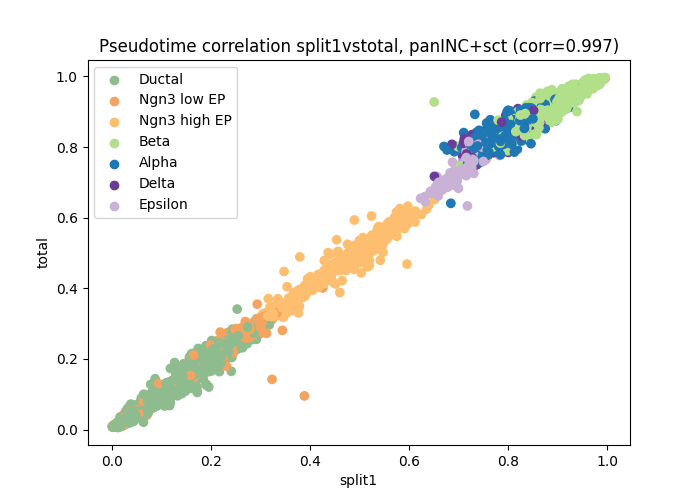 Pseudotime correlation split1vstotal, panINC+sct (corr=0.997)
Ductal
Ngn3 low EP
Ngn3 high EP
Beta
Alpha
Delta
Epsilon
total
1.0
0.8
0.6
0.4
0.2
0.0
0.0 0.2 0.4 0.6 0.8 1.0
split1